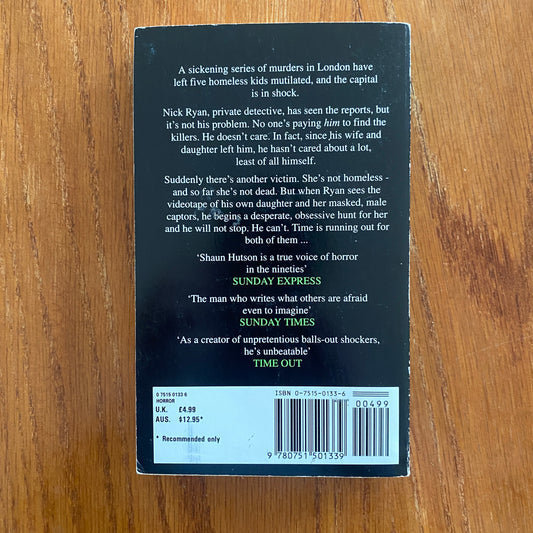 A sickening series of murders in London have
left five homeless kids mutilated, and the capital
is in shock.
Nick Ryan, private detective, has seen the reports, but
it's not his problem. No one's paying him to find the
killers. He doesn't care. In fact, since his wife and
daughter left him, he hasn't cared about a lot,
least of all himself.
Suddenly there's another victim. She's not homeless -
and so far she's not dead. But when Ryan sees the
videotape of his own daughter and her masked, male
captors, he begins a desperate, obsessive hunt for her
and he will not stop. He can't. Time is running out for
both of them ...
‘Shaun Hutson is a true voice of horror
in the nineties’
SUNDAY EXPRESS
‘The man who writes what others are afraid
even to imagine’
SUNDAY TIMES
‘As a creator of unpretentious balls-out shockers,
he's unbeatable’
TIME OUT
0 7515 0133 6
HORROR
U.K. £4.99
AUS. $12.95*
* Recommended only
ISBN 0-7515-0133-6
00499
9 780751 501339